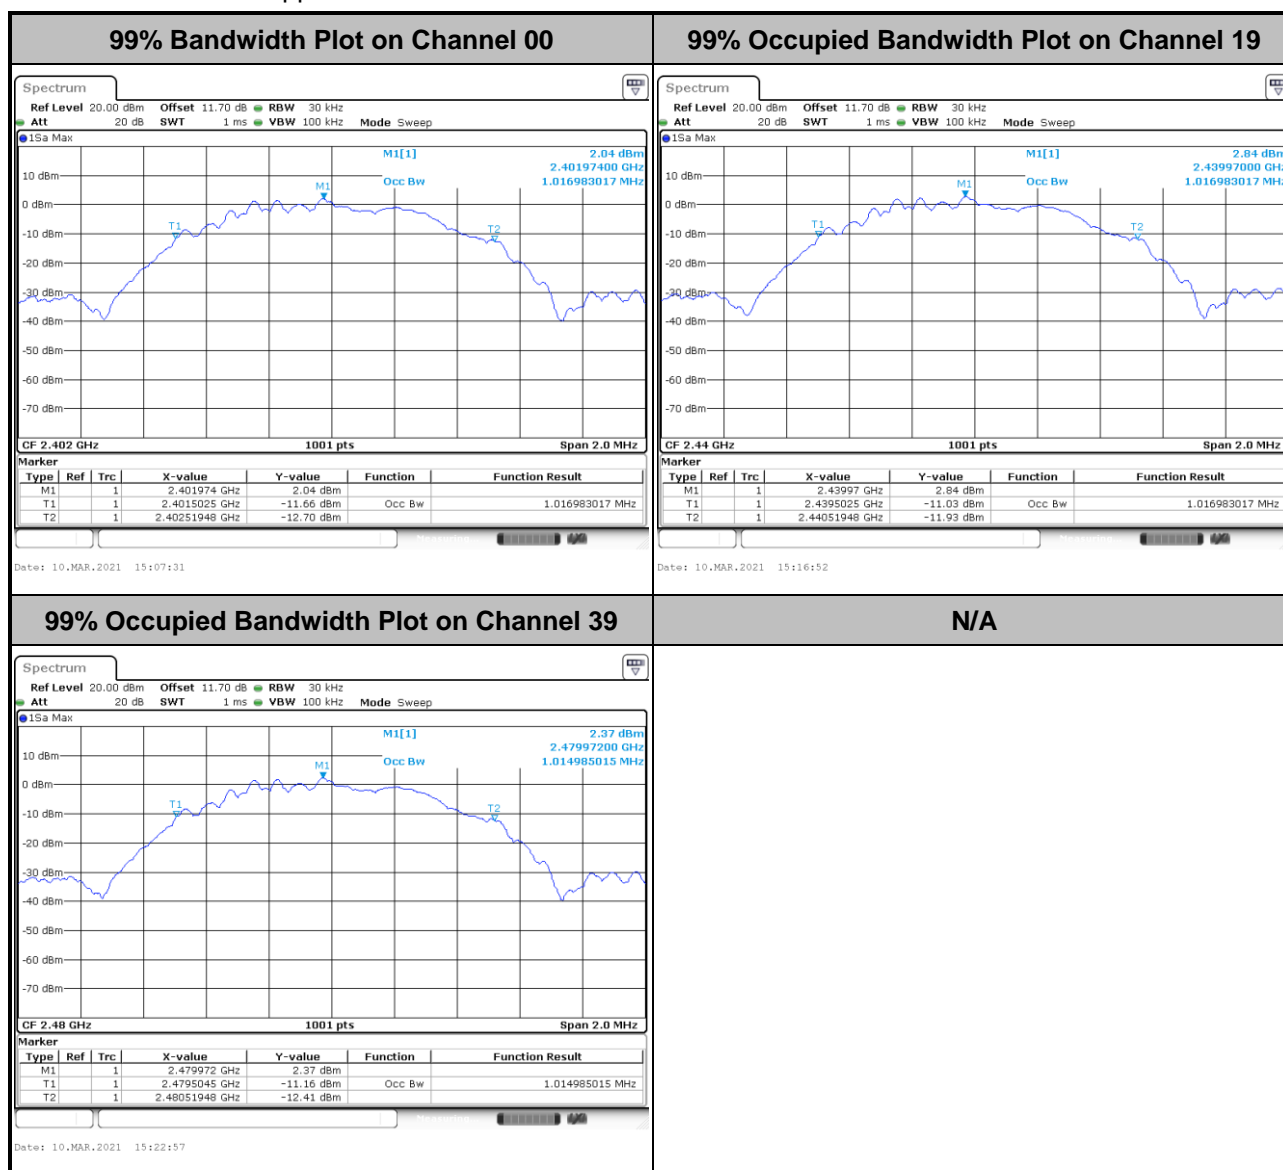 99% Bandwidth Plot on Channel 00
Spectrum
Ref Level 20.00 dBm Offset 11.70 dB RBW 30 kHz
Att 20 dB SWT 1 ms VBW 100 kHz Mode Sweep
1Sa Max
M1[1] 2.04 dBm
2.40197400 GHz
Occ Bw 1.016983017 MHz
10 dBm
0 dBm
-10 dBm
-20 dBm
-30 dBm
-40 dBm
-50 dBm
-60 dBm
-70 dBm
M1
T1
T2
CF 2.402 GHz 1001 pts Span 2.0 MHz
Marker
Type Ref Trc X-value Y-value Function Function Result
M1 1 2.401974 GHz 2.04 dBm
T1 1 2.4015025 GHz -11.66 dBm Occ Bw 1.016983017 MHz
T2 1 2.40251948 GHz -12.70 dBm
Measuring
Date: 10.MAR.2021 15:07:31
99% Occupied Bandwidth Plot on Channel 19
Spectrum
Ref Level 20.00 dBm Offset 11.70 dB RBW 30 kHz
Att 20 dB SWT 1 ms VBW 100 kHz Mode Sweep
1Sa Max
M1[1] 2.84 dBm
2.43997000 GHz
Occ Bw 1.016983017 MHz
10 dBm
0 dBm
-10 dBm
-20 dBm
-30 dBm
-40 dBm
-50 dBm
-60 dBm
-70 dBm
M1
T1
T2
CF 2.44 GHz 1001 pts Span 2.0 MHz
Marker
Type Ref Trc X-value Y-value Function Function Result
M1 1 2.43997 GHz 2.84 dBm
T1 1 2.4395025 GHz -11.03 dBm Occ Bw 1.016983017 MHz
T2 1 2.44051948 GHz -11.93 dBm
Measuring
Date: 10.MAR.2021 15:16:52
99% Occupied Bandwidth Plot on Channel 39
Spectrum
Ref Level 20.00 dBm Offset 11.70 dB RBW 30 kHz
Att 20 dB SWT 1 ms VBW 100 kHz Mode Sweep
1Sa Max
M1[1] 2.37 dBm
2.47997200 GHz
Occ Bw 1.014985015 MHz
10 dBm
0 dBm
-10 dBm
-20 dBm
-30 dBm
-40 dBm
-50 dBm
-60 dBm
-70 dBm
M1
T1
T2
CF 2.48 GHz 1001 pts Span 2.0 MHz
Marker
Type Ref Trc X-value Y-value Function Function Result
M1 1 2.479972 GHz 2.37 dBm
T1 1 2.4795045 GHz -11.16 dBm Occ Bw 1.014985015 MHz
T2 1 2.48051948 GHz -12.41 dBm
Measuring
Date: 10.MAR.2021 15:22:57
N/A